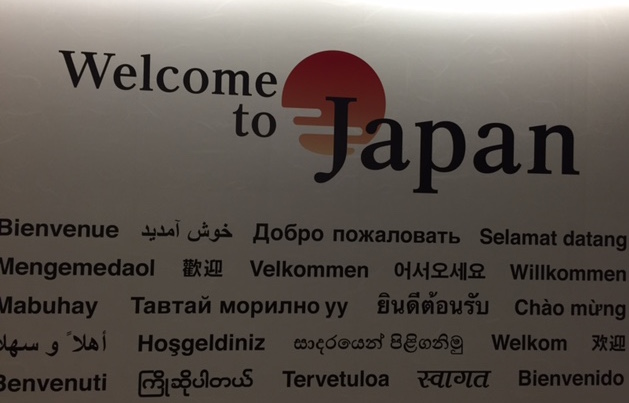 Welcome
to Japan
Bienvenue خوش آمدید Добро пожаловать Selamat datang
Mengemedaol 歡迎 Velkommen 어서오세요 Willkommen
Mabuhay Тавтай морилно уу ยินดีต้อนรับ Chào mừng
أهلاً و سهلا Hoşgeldiniz සාදරයෙන් පිළිගනිමු Welkom 欢迎
Benvenuti ကြိုဆိုပါတယ် Tervetuloa स्वागत Bienvenido